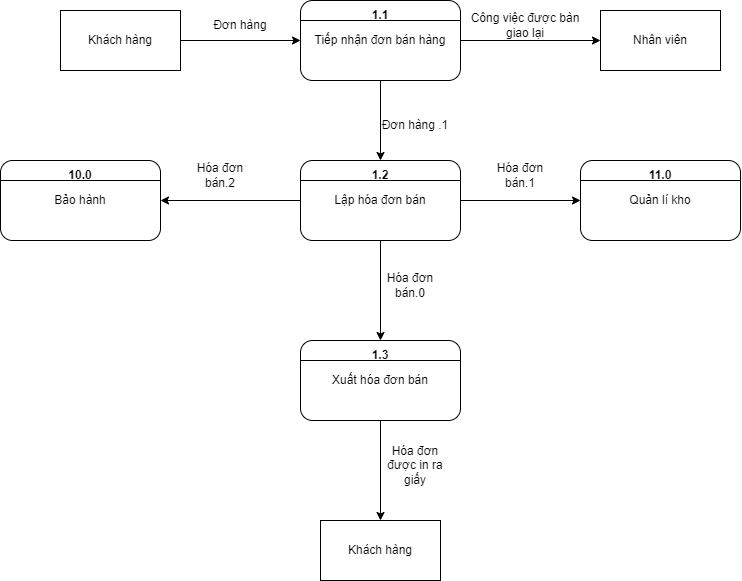 1.1
Khách hàng
Đơn hàng
Tiếp nhận đơn bán hàng
Công việc được bàn
giao lại
Nhân viên
Đơn hàng .1
10.0
Bảo hành
Hóa đơn
bán.2
1.2
Lập hóa đơn bán
Hóa đơn
bán.1
11.0
Quản lí kho
Hóa đơn
bán.0
1.3
Xuất hóa đơn bán
Hóa đơn
được in ra
giấy
Khách hàng